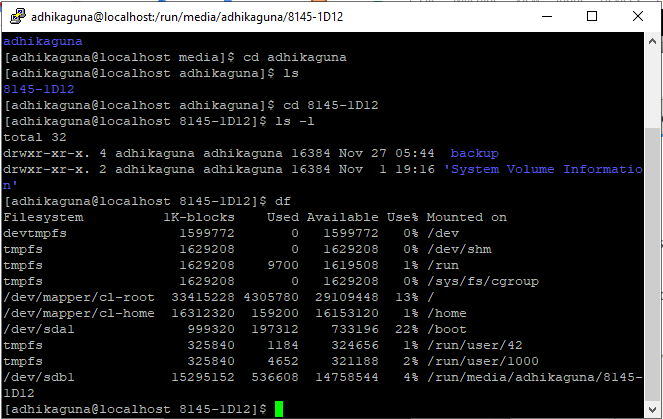 adhikaguna@localhost:/run/media/adhikaguna/8145-1D12
adhikaguna
[adhikaguna@localhost media]$ cd adhikaguna
[adhikaguna@localhost adhikaguna]$ ls
8145-1D12
[adhikaguna@localhost adhikaguna]$ cd 8145-1D12
[adhikaguna@localhost 8145-1D12]$ ls -l
total 32
drwxr-xr-x. 4 adhikaguna adhikaguna 16384 Nov 27 05:44  backup
drwxr-xr-x. 2 adhikaguna adhikaguna 16384 Nov  1 19:16 'System Volume Informatio
n'
[adhikaguna@localhost 8145-1D12]$ df
Filesystem              1K-blocks    Used Available Use% Mounted on
devtmpfs                  1599772       0   1599772   0% /dev
tmpfs                     1629208       0   1629208   0% /dev/shm
tmpfs                     1629208    9700   1619508   1% /run
tmpfs                     1629208       0   1629208   0% /sys/fs/cgroup
/dev/mapper/cl-root  33415228 4305780  29109448  13% /
/dev/mapper/cl-home  16312320  159200  16153120   1% /home
/dev/sda1                  999320  197312    733196  22% /boot
tmpfs                      325840    1184    324656   1% /run/user/42
tmpfs                      325840    4652    321188   2% /run/user/1000
/dev/sdb1                15295152  536608  14758544   4% /run/media/adhikaguna/8145-
1D12
[adhikaguna@localhost 8145-1D12]$